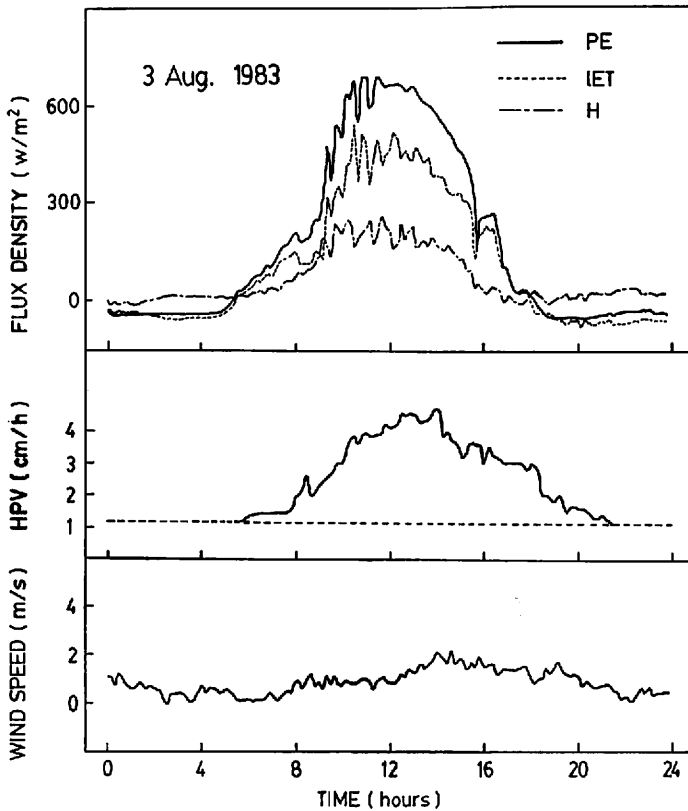 3 Aug. 1983
PE
IET
H
FLUX DENSITY (w/m²)
600
300
0
HPV (cm/h)
4
3
2
1
WIND SPEED (m/s)
4
2
0
0 4 8 12 16 20 24
TIME (hours)